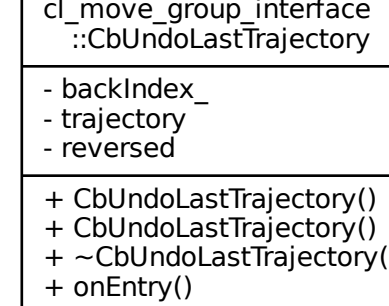 cl_move_group_interface
::CbUndoLastTrajectory
- backIndex_
- trajectory
- reversed
+ CbUndoLastTrajectory()
+ CbUndoLastTrajectory()
+ ~CbUndoLastTrajectory(
+ onEntry()